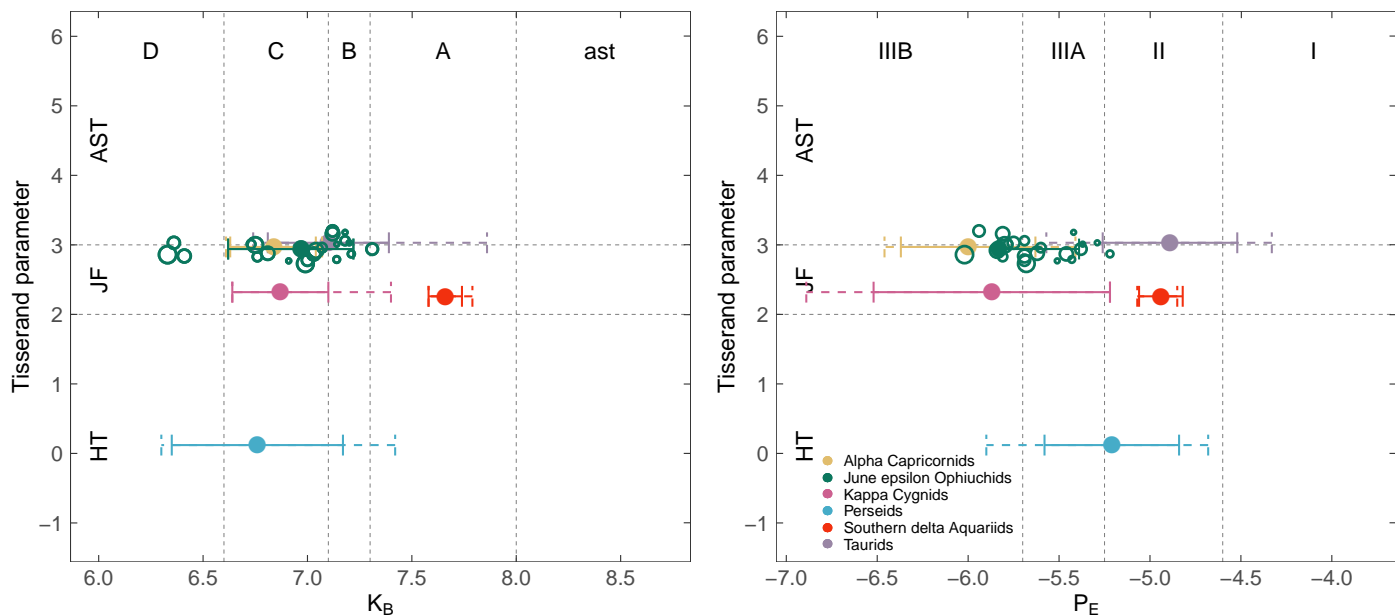 D C B A ast
6
5
4
3
2
1
0
−1
AST
JF
HT
Tisserand parameter
6.0 6.5 7.0 7.5 8.0 8.5
K_B
IIIB IIIA II I
6
5
4
3
2
1
0
−1
AST
JF
HT
Tisserand parameter
Alpha Capricornids
June epsilon Ophiuchids
Kappa Cygnids
Perseids
Southern delta Aquariids
Taurids
−7.0 −6.5 −6.0 −5.5 −5.0 −4.5 −4.0
P_E